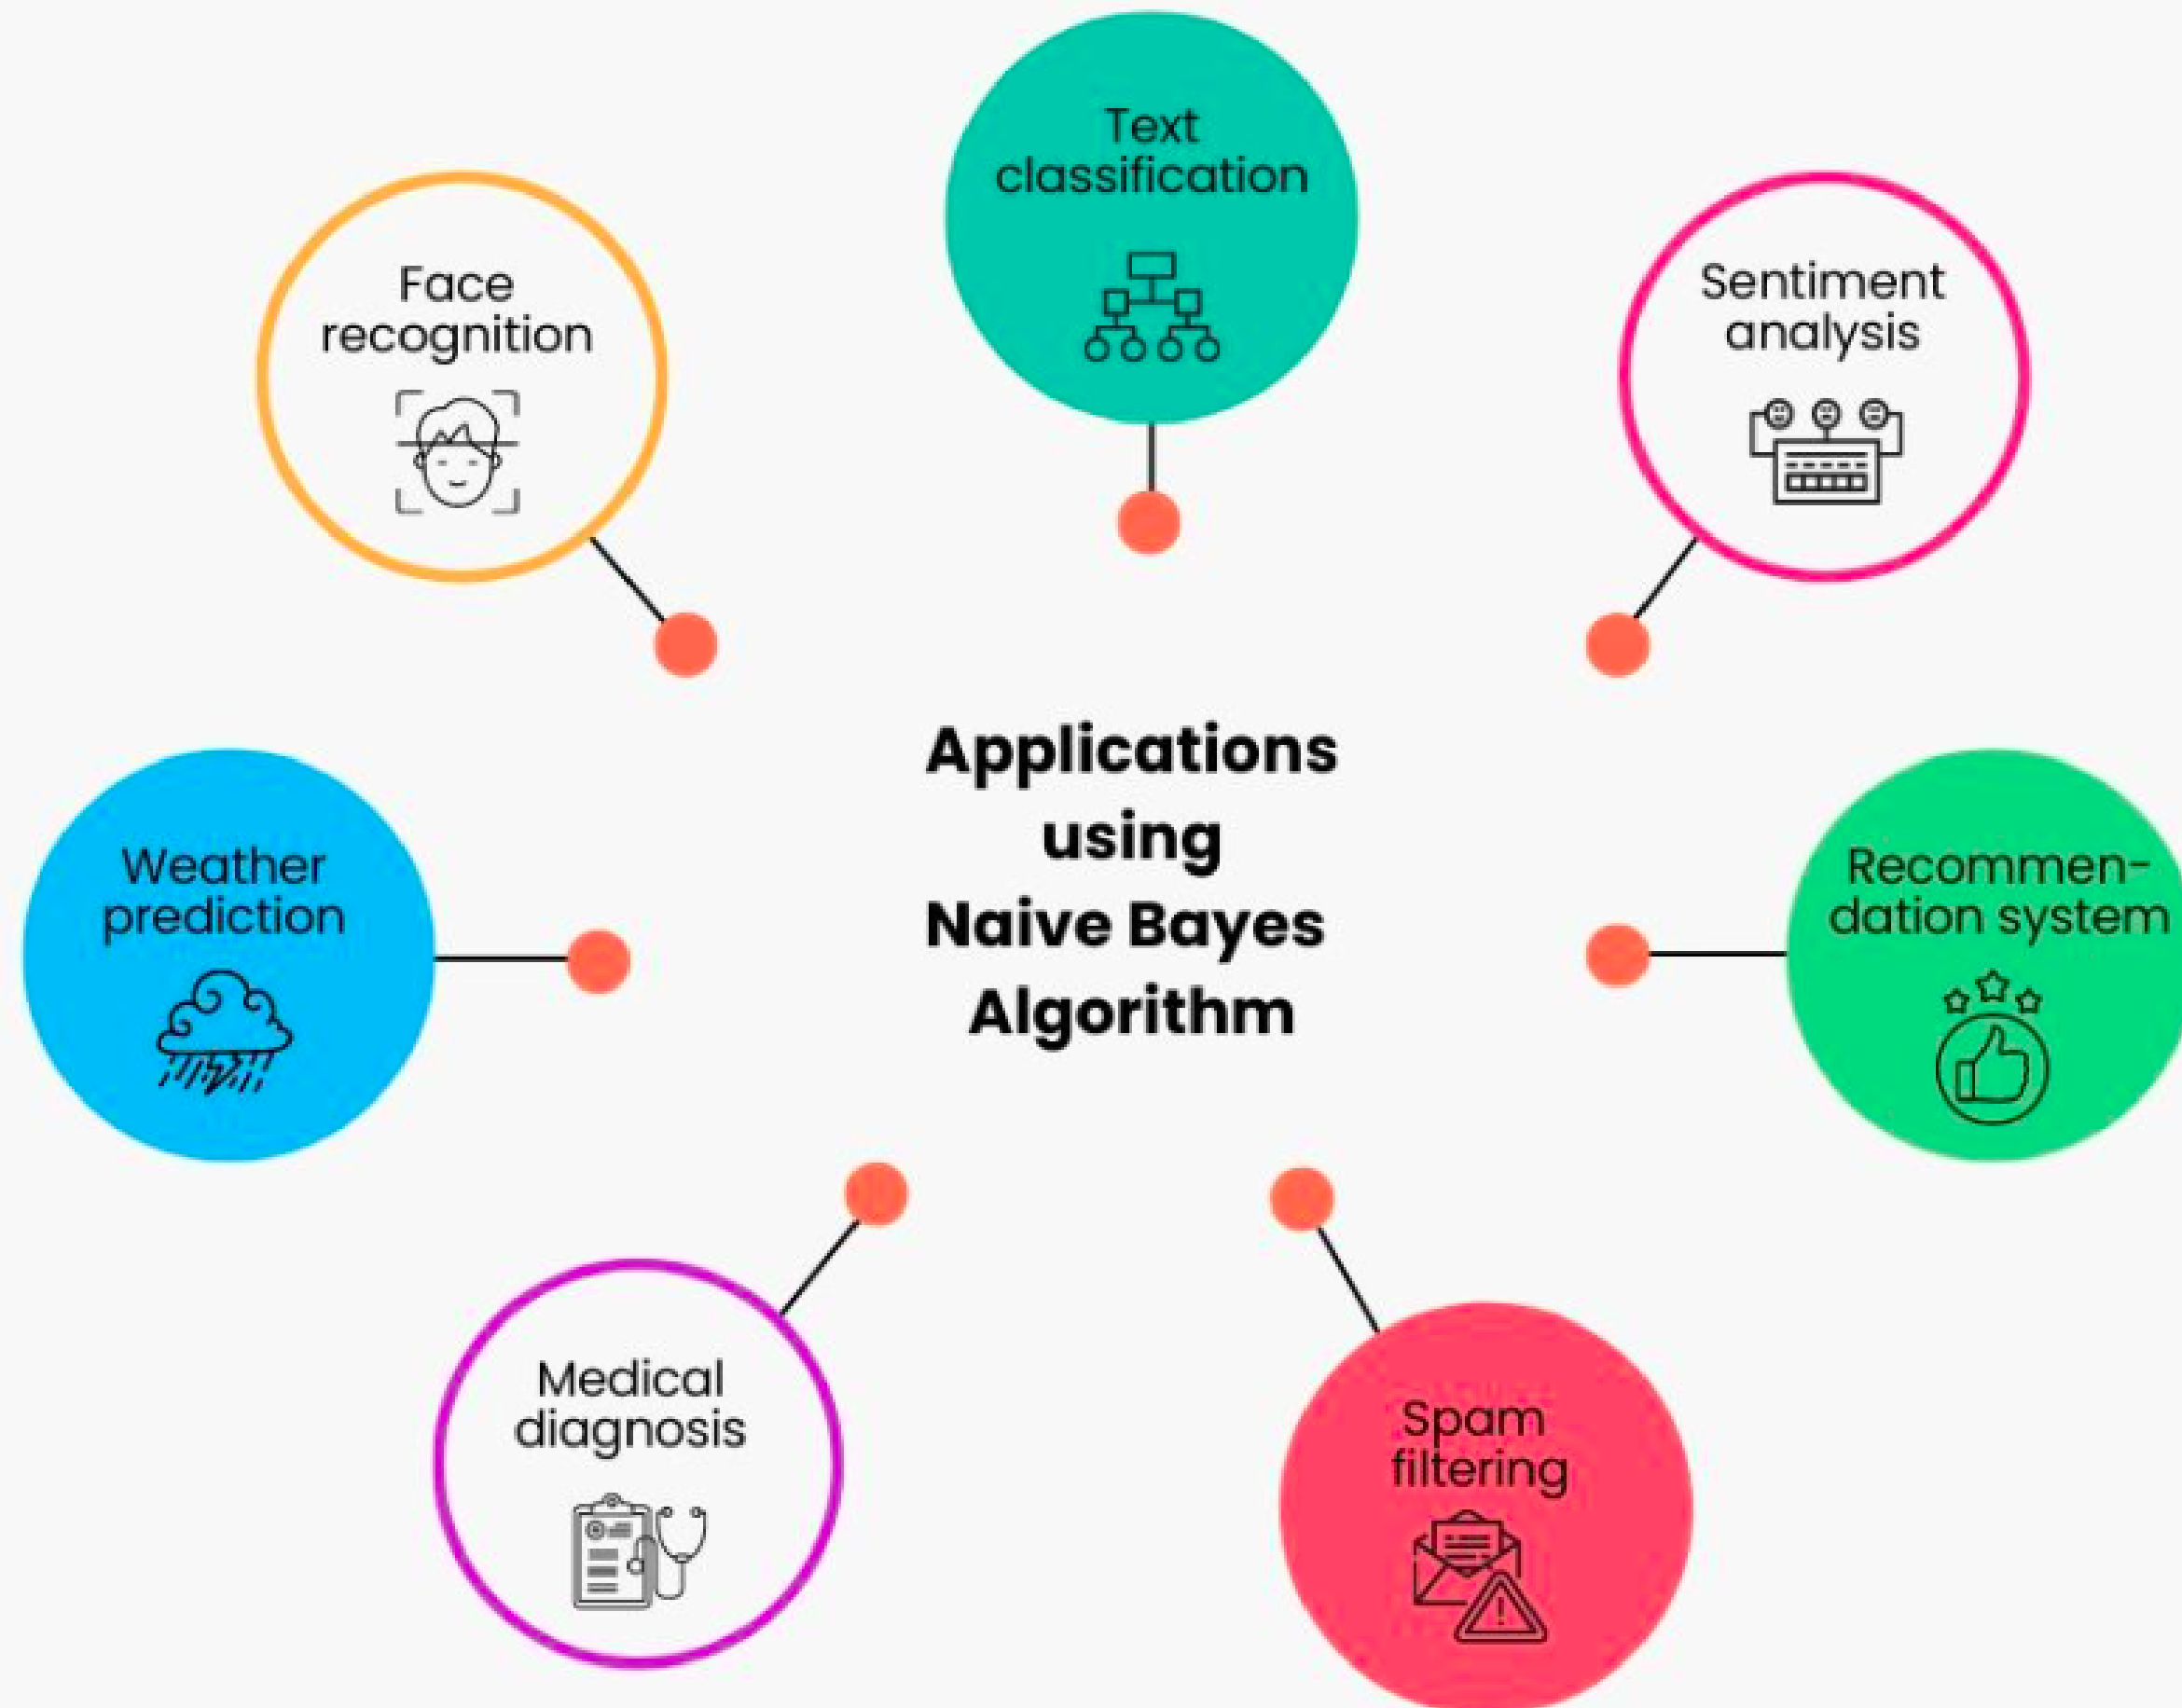 Text
classification
Face
recognition
Sentiment
analysis
Applications
using
Naive Bayes
Algorithm
Weather
prediction
Recommen-
dation system
Medical
diagnosis
Spam
filtering